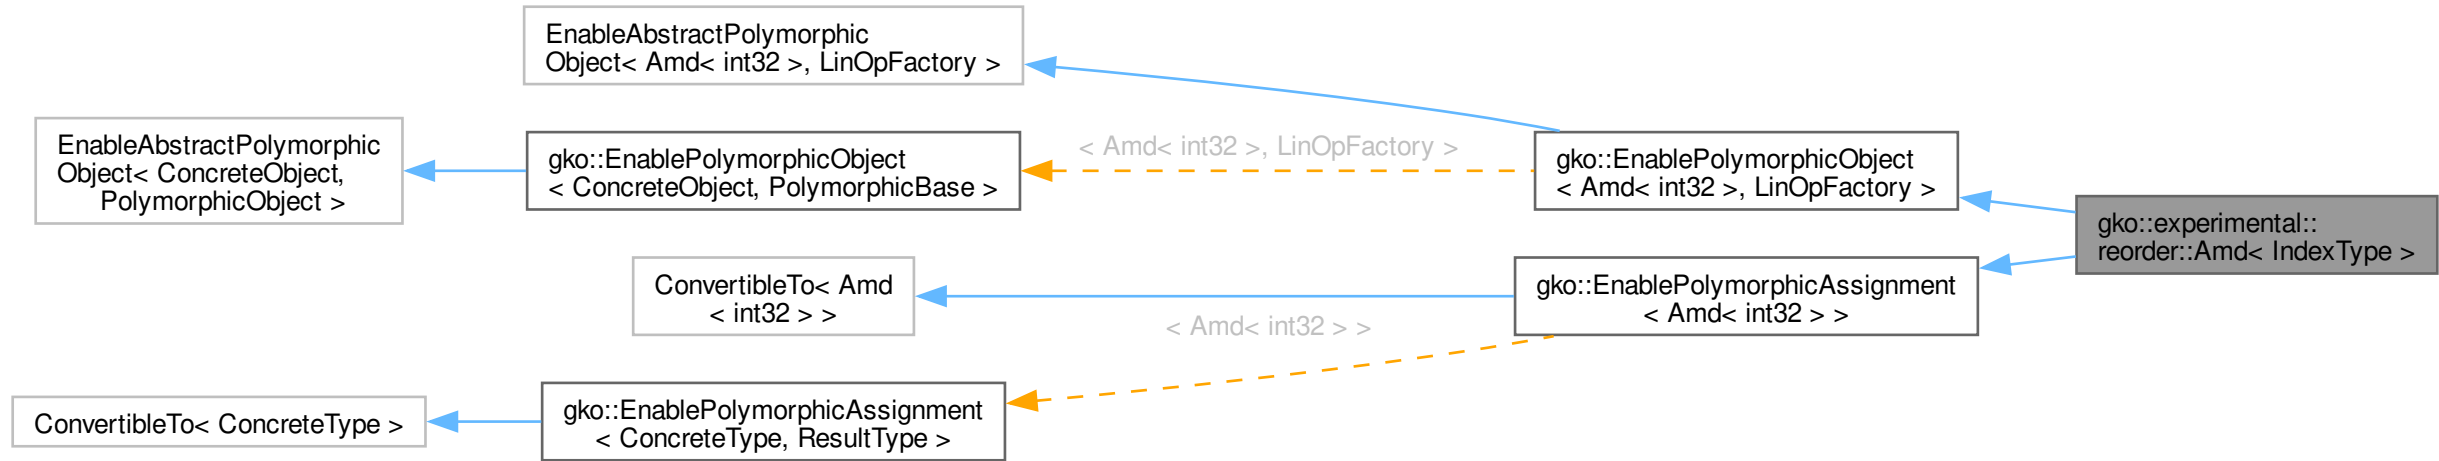 EnableAbstractPolymorphic
Object< Amd< int32 >, LinOpFactory >
EnableAbstractPolymorphic
Object< ConcreteObject,
PolymorphicObject >
gko::EnablePolymorphicObject
< ConcreteObject, PolymorphicBase >
< Amd< int32 >, LinOpFactory >
gko::EnablePolymorphicObject
< Amd< int32 >, LinOpFactory >
gko::experimental::
reorder::Amd< IndexType >
ConvertibleTo< Amd
< int32 > >
< Amd< int32 > >
gko::EnablePolymorphicAssignment
< Amd< int32 > >
ConvertibleTo< ConcreteType >
gko::EnablePolymorphicAssignment
< ConcreteType, ResultType >